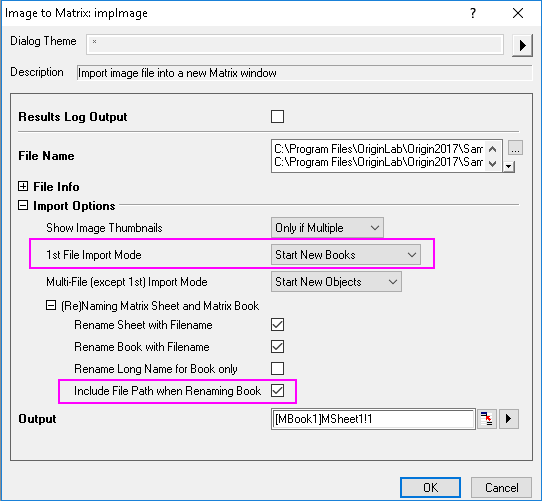 Image to Matrix: impImage ?
Dialog Theme *
Description Import image file into a new Matrix window
Results Log Output
File Name C:\Program Files\OriginLab\Origin2017\Sam
C:\Program Files\OriginLab\Origin2017\Sam ...
File Info
Import Options
Show Image Thumbnails Only if Multiple
1st File Import Mode Start New Books
Multi-File (except 1st) Import Mode Start New Objects
(Re)Naming Matrix Sheet and Matrix Book
Rename Sheet with Filename
Rename Book with Filename
Rename Long Name for Book only
Include File Path when Renaming Book
Output [MBook1]MSheet1!1
OK Cancel